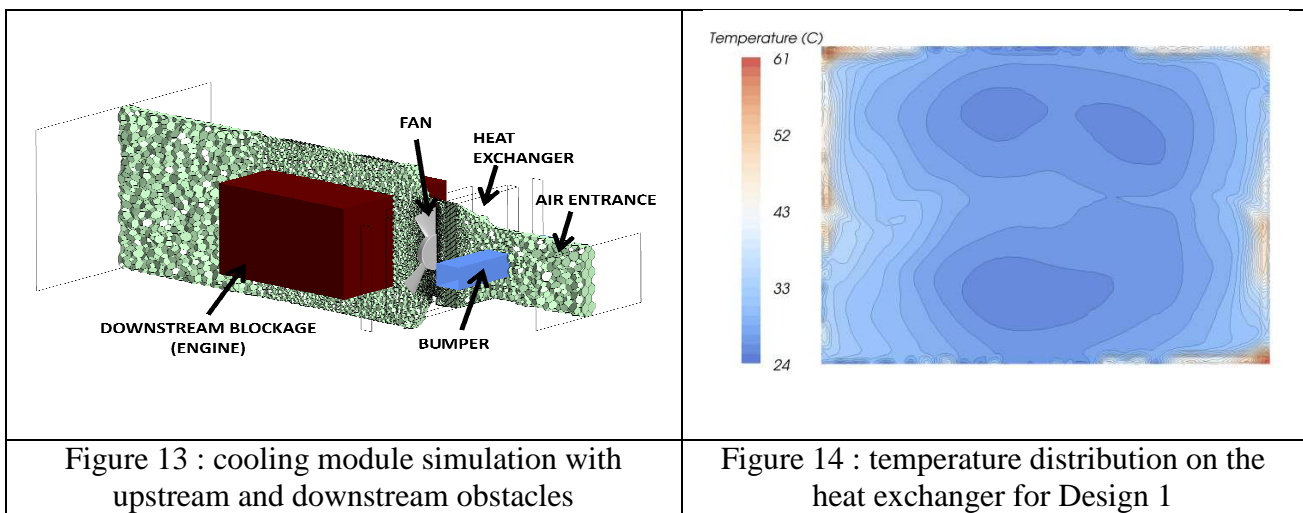 FAN
HEAT
EXCHANGER
AIR ENTRANCE
DOWNSTREAM BLOCKAGE
(ENGINE)
BUMPER
Temperature (C)
61
52
43
33
24
Figure 13 : cooling module simulation with
upstream and downstream obstacles
Figure 14 : temperature distribution on the
heat exchanger for Design 1